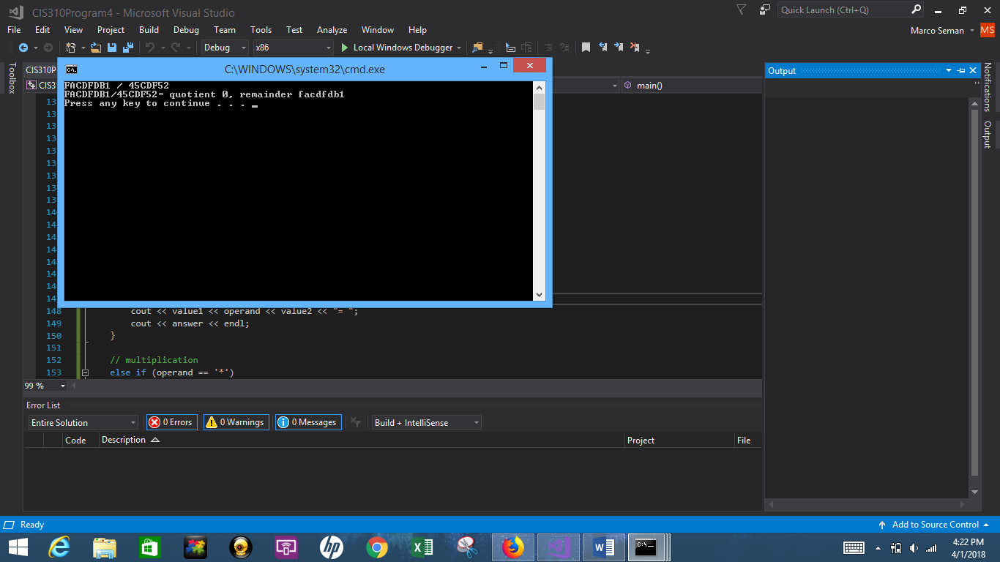 CIS310Program4 - Microsoft Visual Studio
Quick Launch (Ctrl+Q)
File Edit View Project Build Debug Team Tools Test Analyze Window Help
Marco Seman MS
Debug x86 Local Windows Debugger
Toolbox
CIS310P
C:\WINDOWS\system32\cmd.exe
Output
Notifications
Output
CIS31
main()
FACDFDB1 / 45CDF52
FACDFDB1/45CDF52= quotient 0, remainder facdfdb1
Press any key to continue . . .
13
13
13
13
13
13
13
13
13
14
14
14
14
14
14
14
14
148 cout << value1 << operand << value2 << "= ";
149 cout << answer << endl;
150 }
151
152 // multiplication
153 else if (operand == '*')
99 %
Error List
Entire Solution 0 Errors 0 Warnings 0 Messages Build + IntelliSense
Code Description Project File
Ready
Add to Source Control
4:22 PM
4/1/2018